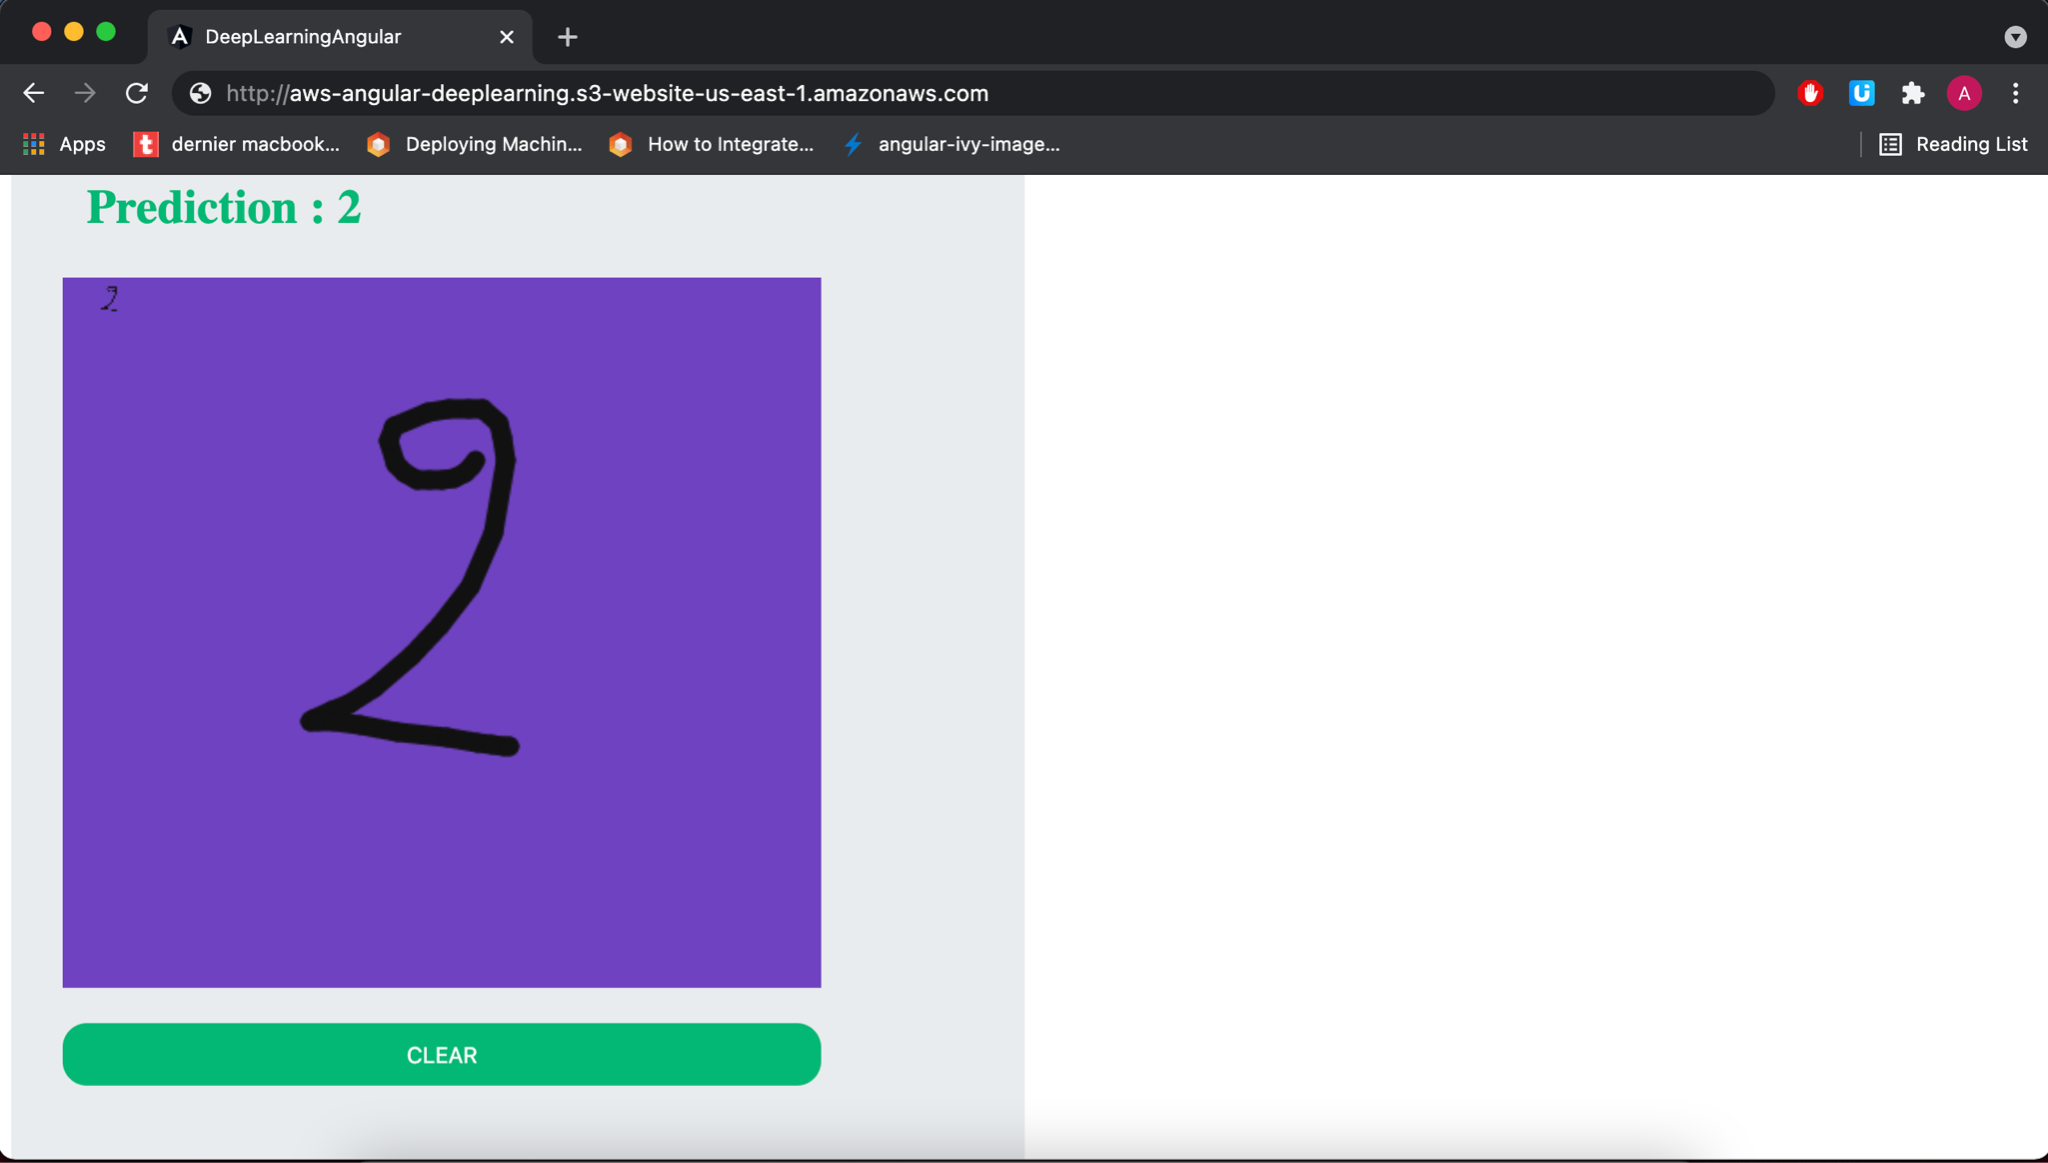 DeepLearningAngular
http://aws-angular-deeplearning.s3-website-us-east-1.amazonaws.com
A
Apps
dernier macbook...
Deploying Machin...
How to Integrate...
angular-ivy-image...
Reading List
Prediction : 2
2
2
CLEAR